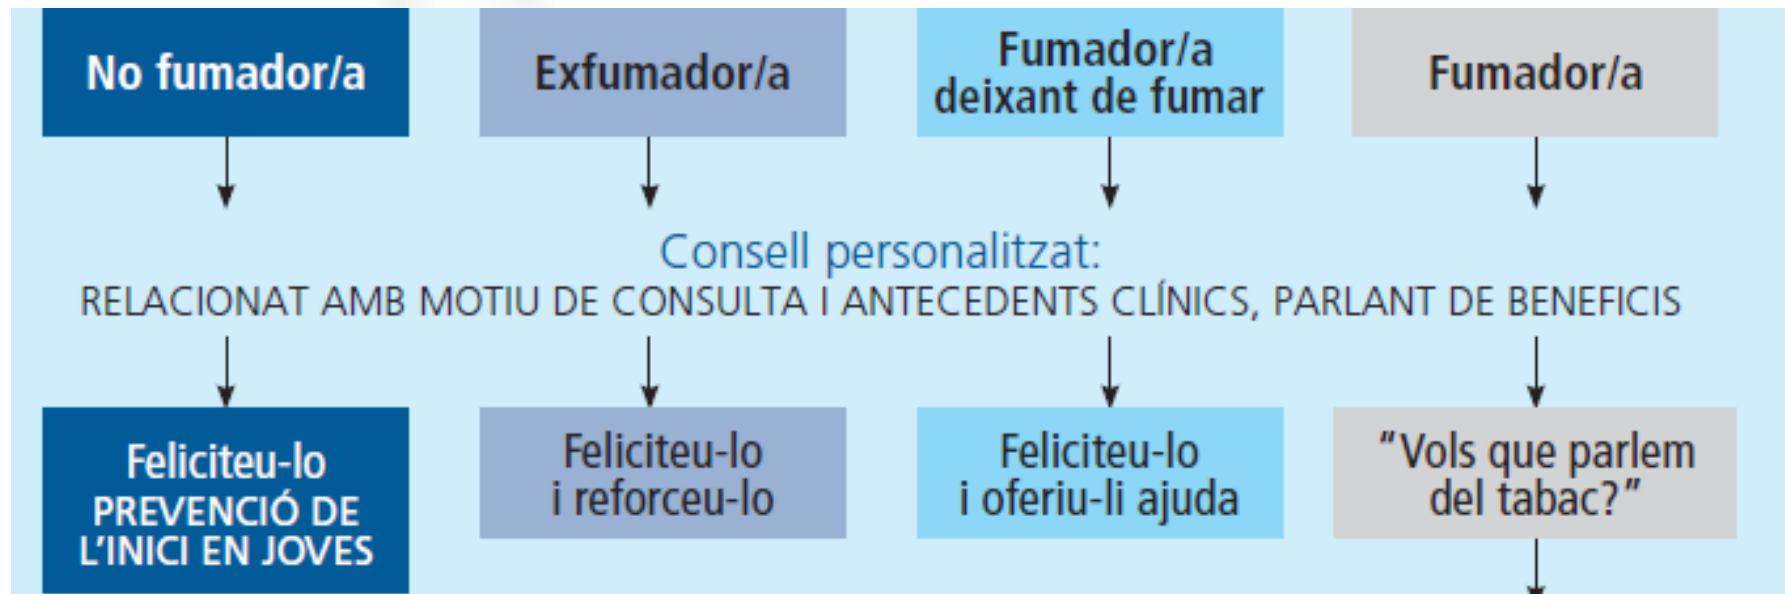 No fumador/a
Exfumador/a
Fumador/a
deixant de fumar
Fumador/a
Consell personalitzat:
RELACIONAT AMB MOTIU DE CONSULTA I ANTECEDENTS CLÍNICS, PARLANT DE BENEFICIS
Feliciteu-lo
PREVENCIÓ DE
L'INICI EN JOVES
Feliciteu-lo
i reforceu-lo
Feliciteu-lo
i oferiu-li ajuda
"Vols que parlem
del tabac?"